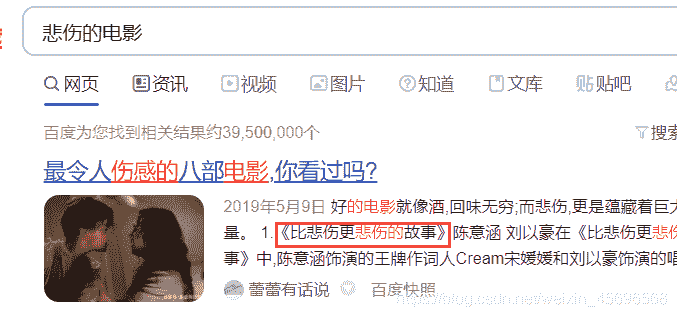 悲伤的电影
网页 资讯 视频 图片 知道 文库 贴吧
百度为您找到相关结果约39,500,000个 搜索
最令人伤感的八部电影,你看过吗?
2019年5月9日 好的电影就像酒,回味无穷;而悲伤,更是蕴藏着巨
量。 1.《比悲伤更悲伤的故事》陈意涵 刘以豪在《比悲伤更悲伤
事》中,陈意涵饰演的王牌作词人Cream宋媛媛和刘以豪饰演的唱
蕾蕾有话说 百度快照
https://blog.csdn.net/weixin_45696568